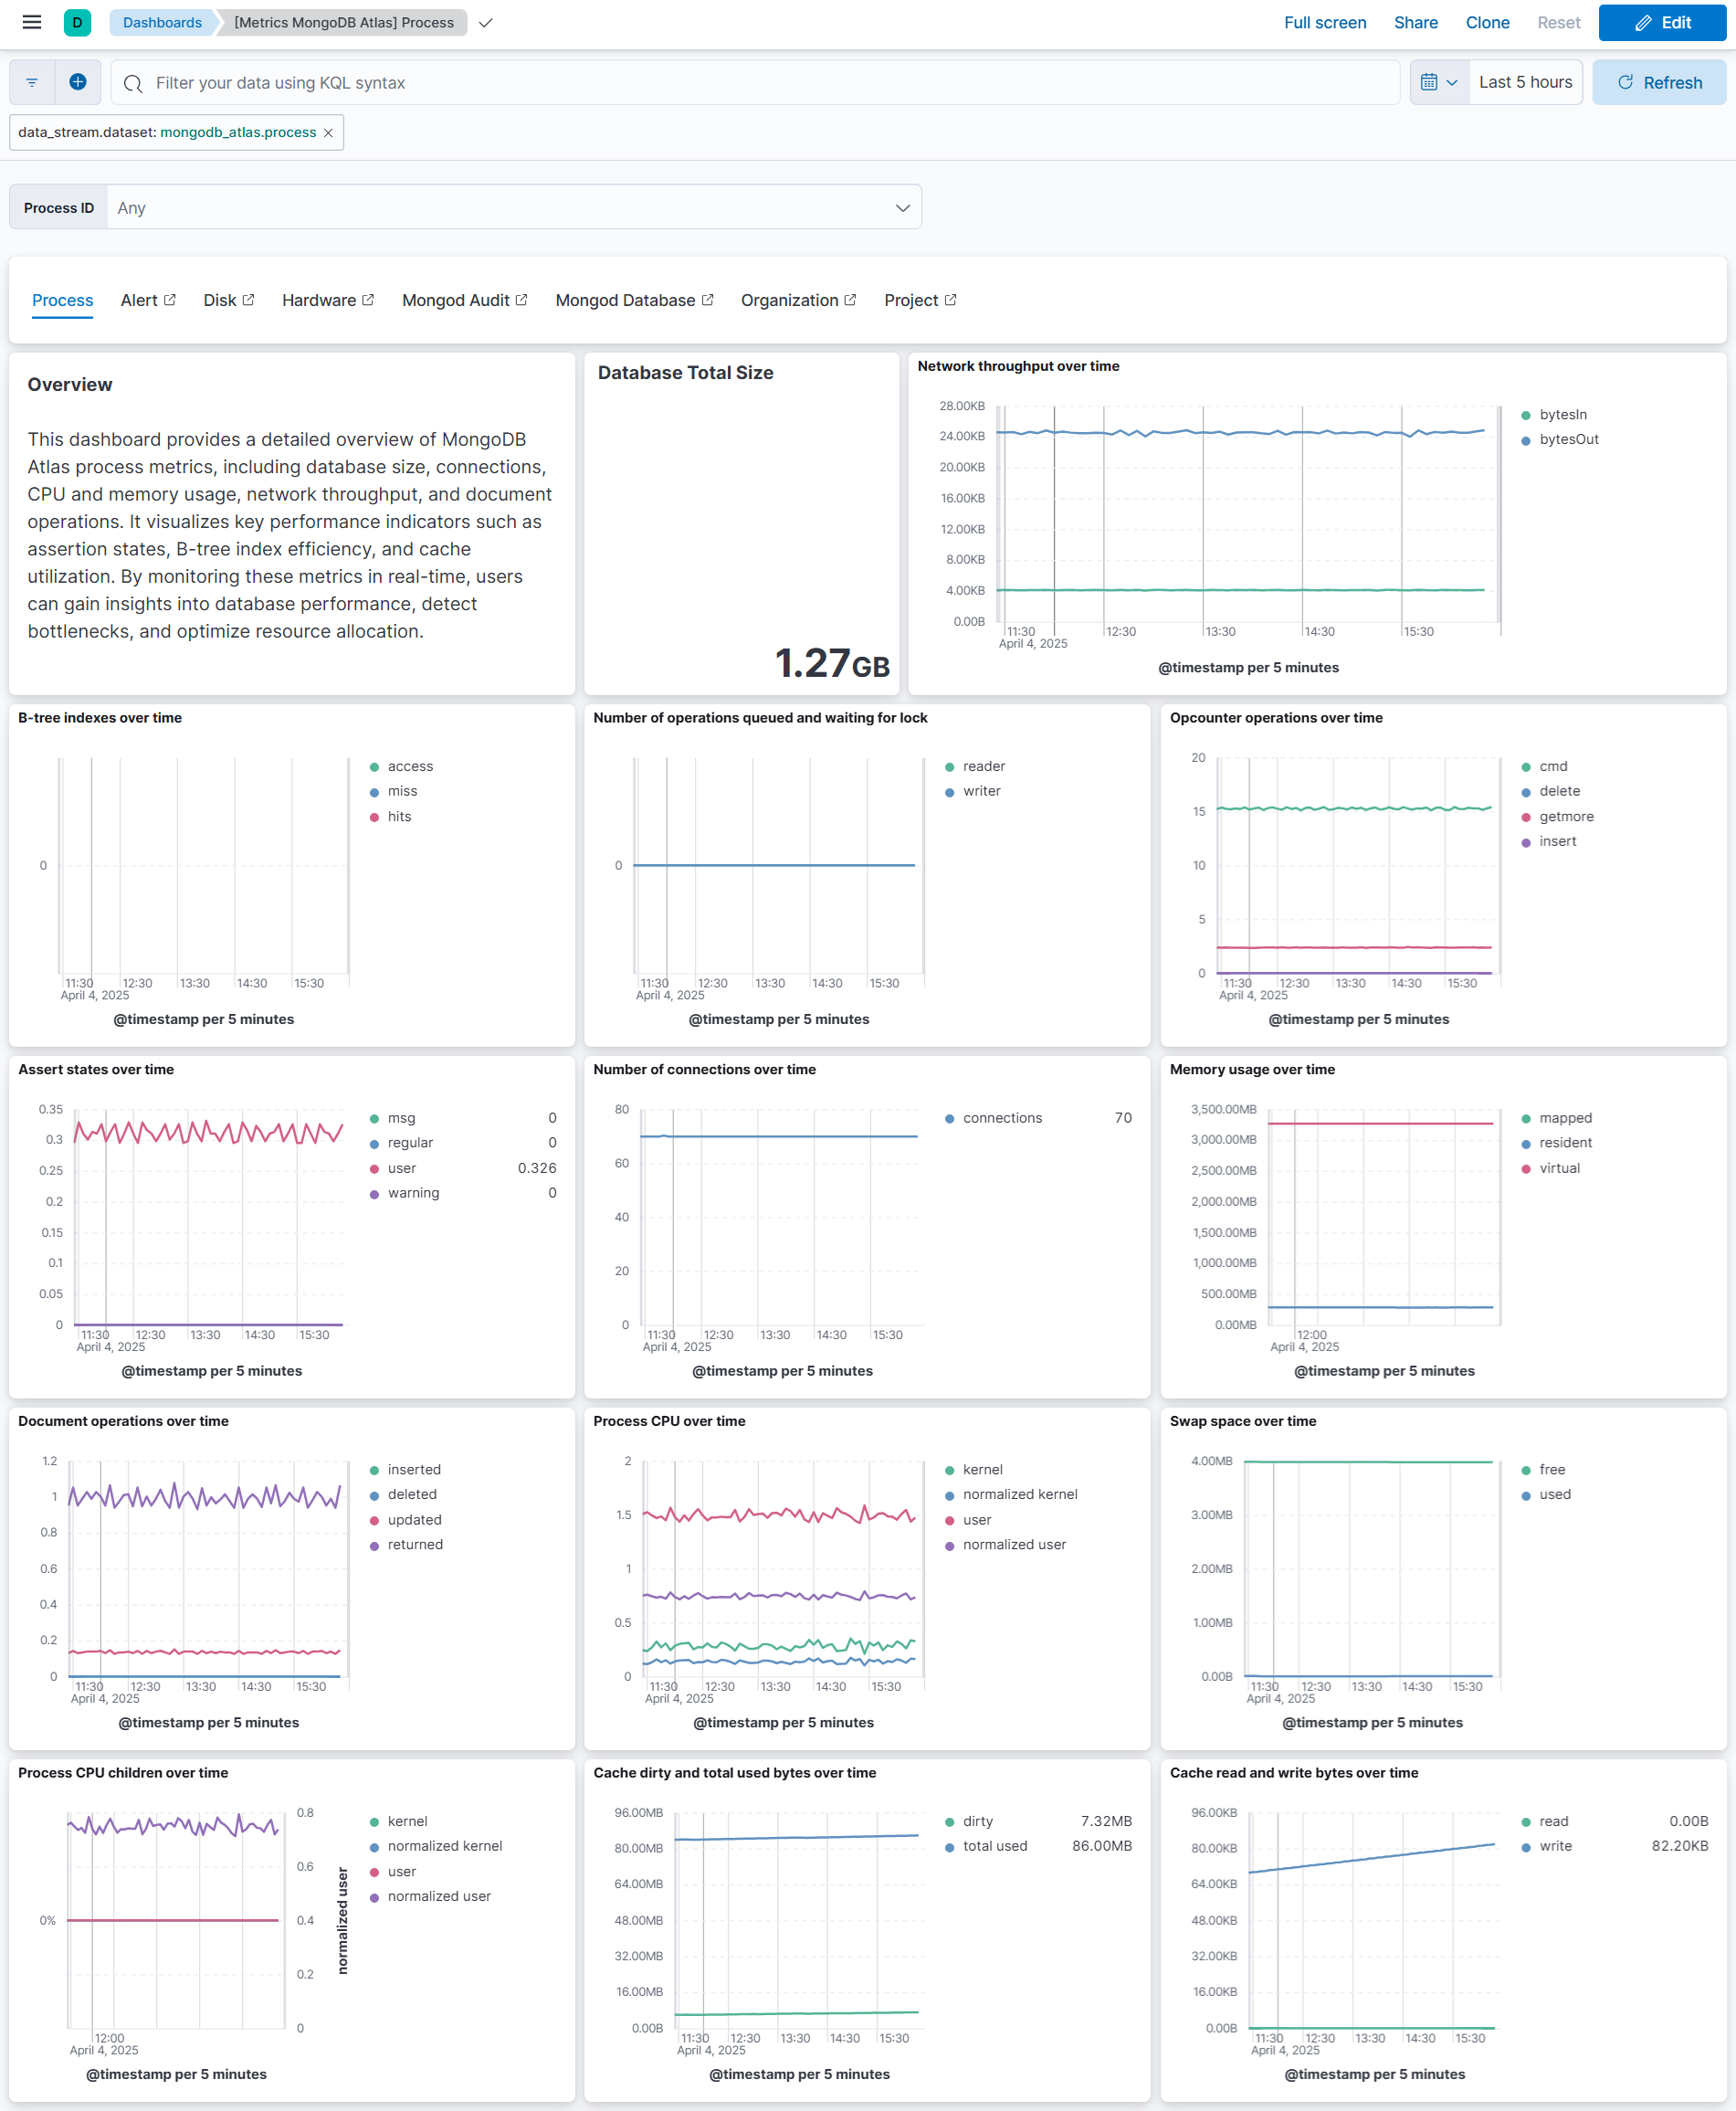 D Dashboards [Metrics MongoDB Atlas] Process Full screen Share Clone Reset Edit
Filter your data using KQL syntax Last 5 hours Refresh
data_stream.dataset: mongodb_atlas.process ×
Process ID Any
Process Alert Disk Hardware Mongod Audit Mongod Database Organization Project
Overview
This dashboard provides a detailed overview of MongoDB
Atlas process metrics, including database size, connections,
CPU and memory usage, network throughput, and document
operations. It visualizes key performance indicators such as
assertion states, B-tree index efficiency, and cache
utilization. By monitoring these metrics in real-time, users
can gain insights into database performance, detect
bottlenecks, and optimize resource allocation.
Database Total Size
1.27GB
Network throughput over time
28.00KB
24.00KB
20.00KB
16.00KB
12.00KB
8.00KB
4.00KB
0.00B
11:30 12:30 13:30 14:30 15:30
April 4, 2025
@timestamp per 5 minutes
bytesIn
bytesOut
B-tree indexes over time
0
11:30 12:30 13:30 14:30 15:30
April 4, 2025
@timestamp per 5 minutes
access
miss
hits
Number of operations queued and waiting for lock
0
11:30 12:30 13:30 14:30 15:30
April 4, 2025
@timestamp per 5 minutes
reader
writer
Opcounter operations over time
20
15
10
5
0
11:30 12:30 13:30 14:30 15:30
April 4, 2025
@timestamp per 5 minutes
cmd
delete
getmore
insert
Assert states over time
0.35
0.3
0.25
0.2
0.15
0.1
0.05
0
11:30 12:30 13:30 14:30 15:30
April 4, 2025
@timestamp per 5 minutes
msg 0
regular 0
user 0.326
warning 0
Number of connections over time
80
60
40
20
0
11:30 12:30 13:30 14:30 15:30
April 4, 2025
@timestamp per 5 minutes
connections 70
Memory usage over time
3,500.00MB
3,000.00MB
2,500.00MB
2,000.00MB
1,500.00MB
1,000.00MB
500.00MB
0.00MB
12:00
April 4, 2025
@timestamp per 5 minutes
mapped
resident
virtual
Document operations over time
1.2
1
0.8
0.6
0.4
0.2
0
11:30 12:30 13:30 14:30 15:30
April 4, 2025
@timestamp per 5 minutes
inserted
deleted
updated
returned
Process CPU over time
2
1.5
1
0.5
0
11:30 12:30 13:30 14:30 15:30
April 4, 2025
@timestamp per 5 minutes
kernel
normalized kernel
user
normalized user
Swap space over time
4.00MB
3.00MB
2.00MB
1.00MB
0.00B
11:30 12:30 13:30 14:30 15:30
April 4, 2025
@timestamp per 5 minutes
free
used
Process CPU children over time
0%
0.8
0.6
0.4
0.2
0
normalized user
12:00
April 4, 2025
@timestamp per 5 minutes
kernel
normalized kernel
user
normalized user
Cache dirty and total used bytes over time
96.00MB
80.00MB
64.00MB
48.00MB
32.00MB
16.00MB
0.00B
11:30 12:30 13:30 14:30 15:30
April 4, 2025
@timestamp per 5 minutes
dirty 7.32MB
total used 86.00MB
Cache read and write bytes over time
96.00KB
80.00KB
64.00KB
48.00KB
32.00KB
16.00KB
0.00B
11:30 12:30 13:30 14:30 15:30
April 4, 2025
@timestamp per 5 minutes
read 0.00B
write 82.20KB